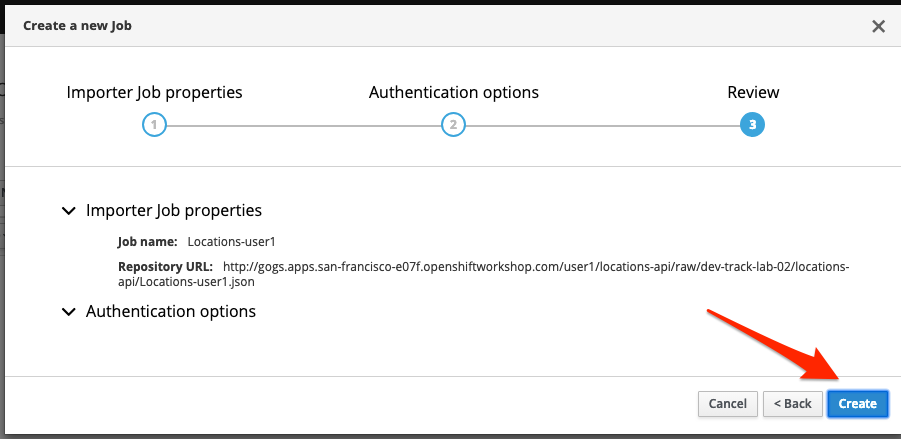 Create a new Job
Importer Job properties
Authentication options
Review
1
2
3
Importer Job properties
Job name: Locations-user1
Repository URL: http://gogs.apps.san-francisco-e07f.openshiftworkshop.com/user1/locations-api/raw/dev-track-lab-02/locations-
api/Locations-user1.json
Authentication options
Cancel
< Back
Create